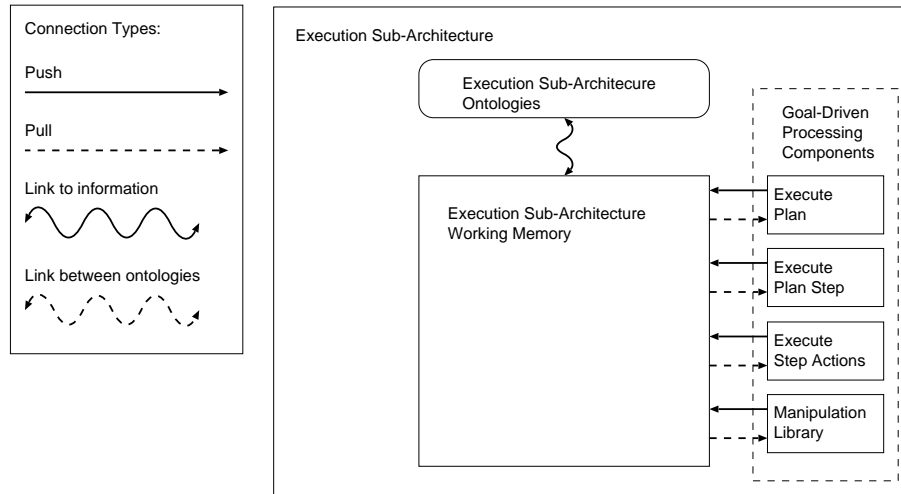 Connection Types:
Push
Pull
Link to information
Link between ontologies
Execution Sub-Architecture
Execution Sub-Architecure
Ontologies
Execution Sub-Architecture
Working Memory
Goal-Driven
Processing
Components
Execute
Plan
Execute
Plan Step
Execute
Step Actions
Manipulation
Library